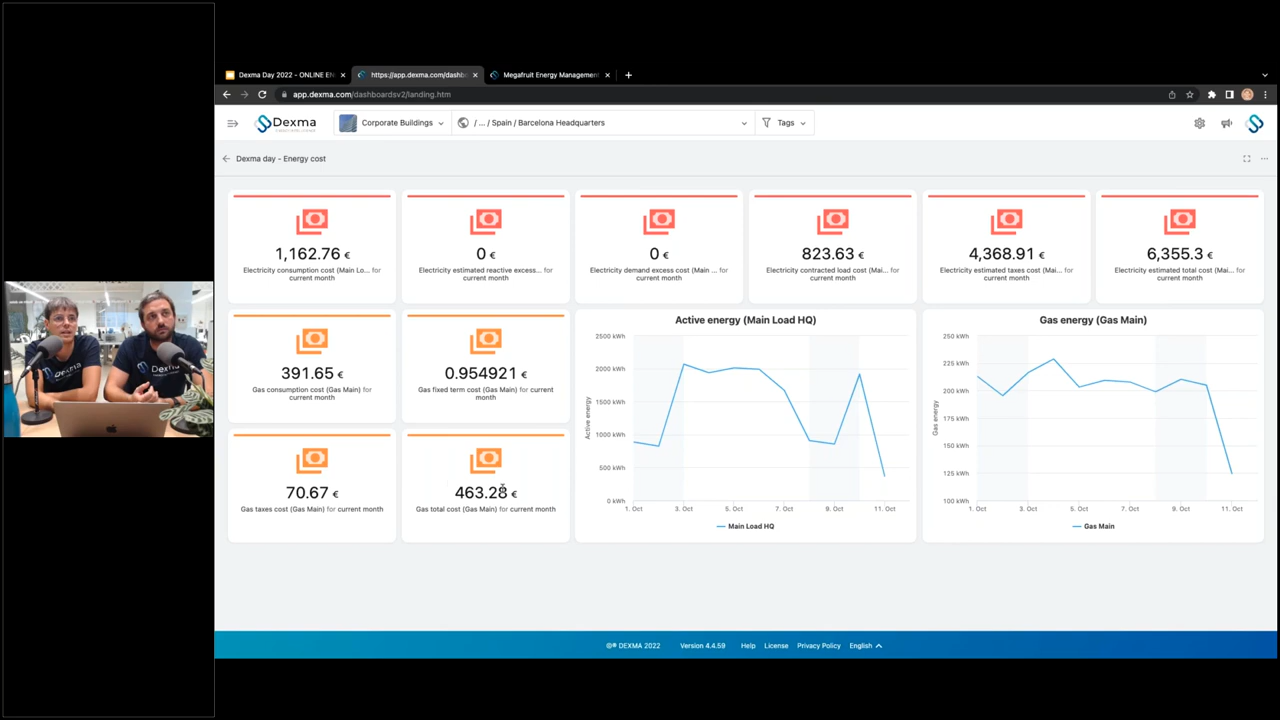 Dexma Day 2022 - ONLINE EN
https://app.dexma.com/dashb
Megafruit Energy Management
app.dexma.com/dashboardsv2/landing.htm
Dexma
Corporate Buildings
/ ... / Spain / Barcelona Headquarters
Tags
Dexma day - Energy cost
1,162.76 €
Electricity consumption cost (Main Lo... for
current month
0 €
Electricity estimated reactive excess... for
current month
0 €
Electricity demand excess cost (Main ... for
current month
823.63 €
Electricity contracted load cost (Mai... for
current month
4,368.91 €
Electricity estimated taxes cost (Mai... for
current month
6,355.3 €
Electricity estimated total cost (Mai... for
current month
391.65 €
Gas consumption cost (Gas Main) for
current month
0.954921 €
Gas fixed term cost (Gas Main) for current
month
70.67 €
Gas taxes cost (Gas Main) for current month
463.28 €
Gas total cost (Gas Main) for current month
Active energy (Main Load HQ)
Active energy
2500 kWh
2000 kWh
1500 kWh
1000 kWh
500 kWh
0 kWh
1. Oct 3. Oct 5. Oct 7. Oct 9. Oct 11. Oct
Main Load HQ
Gas energy (Gas Main)
Gas energy
250 kWh
225 kWh
200 kWh
175 kWh
150 kWh
125 kWh
100 kWh
1. Oct 3. Oct 5. Oct 7. Oct 9. Oct 11. Oct
Gas Main
Dexma
Dexma
©® DEXMA 2022 Version 4.4.59 Help License Privacy Policy English